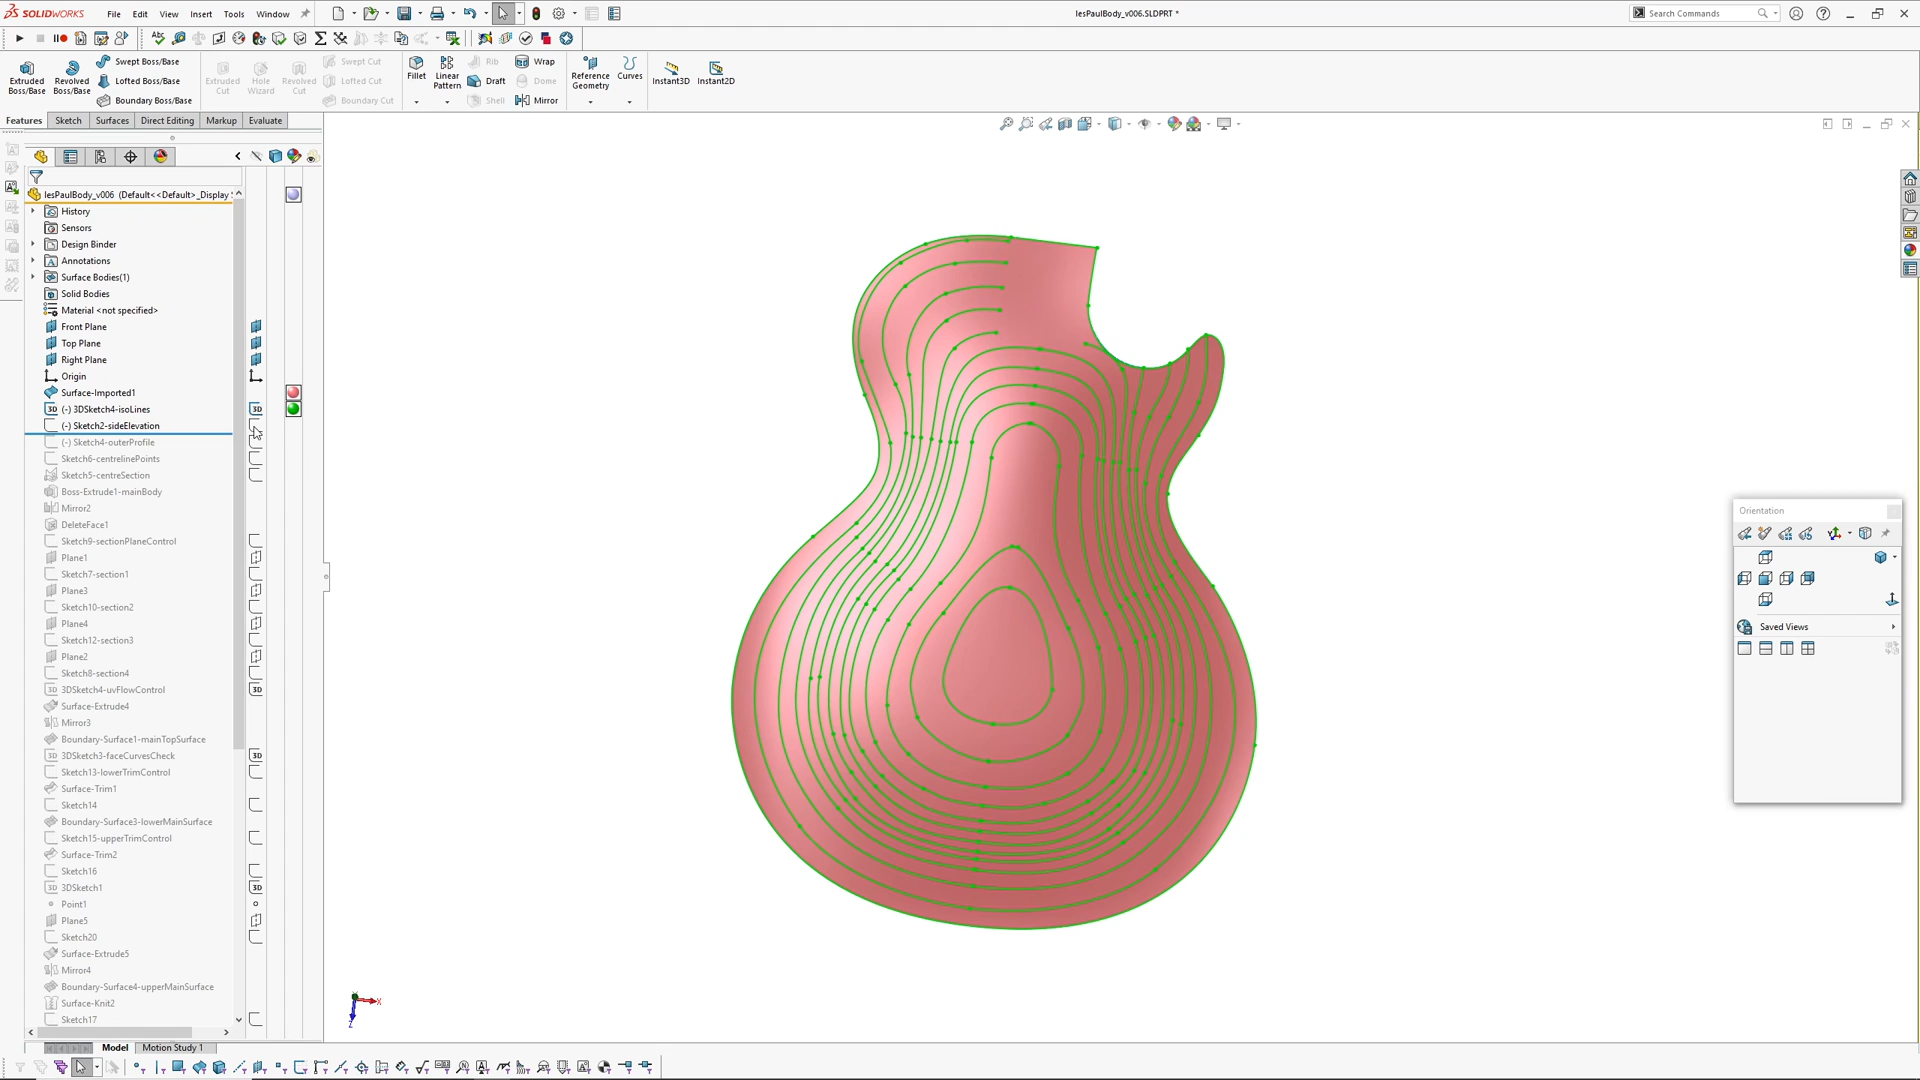 SOLIDWORKS File Edit View Insert Tools Window lesPaulBody_v006.SLDPRT * Search Commands
Extruded Boss/Base
Revolved Boss/Base
Swept Boss/Base
Lofted Boss/Base
Boundary Boss/Base
Extruded Cut
Hole Wizard
Revolved Cut
Swept Cut
Lofted Cut
Boundary Cut
Fillet
Linear Pattern
Rib
Draft
Shell
Wrap
Dome
Mirror
Reference Geometry
Curves
Instant3D
Instant2D
Features Sketch Surfaces Direct Editing Markup Evaluate
lesPaulBody_v006 (Default<<Default>_Display
History
Sensors
Design Binder
Annotations
Surface Bodies(1)
Solid Bodies
Material <not specified>
Front Plane
Top Plane
Right Plane
Origin
Surface-Imported1
(-) 3DSketch4-isoLines
(-) Sketch2-sideElevation
(-) Sketch4-outerProfile
Sketch6-centrelinePoints
Sketch5-centreSection
Boss-Extrude1-mainBody
Mirror2
DeleteFace1
Sketch9-sectionPlaneControl
Plane1
Sketch7-section1
Plane3
Sketch10-section2
Plane4
Sketch12-section3
Plane2
Sketch8-section4
3DSketch4-uvFlowControl
Surface-Extrude4
Mirror3
Boundary-Surface1-mainTopSurface
3DSketch3-faceCurvesCheck
Sketch13-lowerTrimControl
Surface-Trim1
Sketch14
Boundary-Surface3-lowerMainSurface
Sketch15-upperTrimControl
Surface-Trim2
Sketch16
3DSketch1
Point1
Plane5
Sketch20
Surface-Extrude5
Mirror4
Boundary-Surface4-upperMainSurface
Surface-Knit2
Sketch17
Orientation
Saved Views
X
Z
Model Motion Study 1